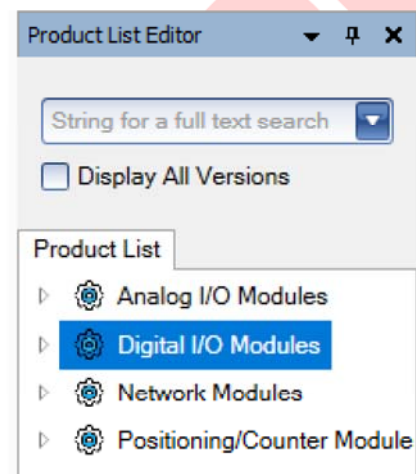 Product List Editor
String for a full text search
Display All Versions
Product List
Analog I/O Modules
Digital I/O Modules
Network Modules
Positioning/Counter Module